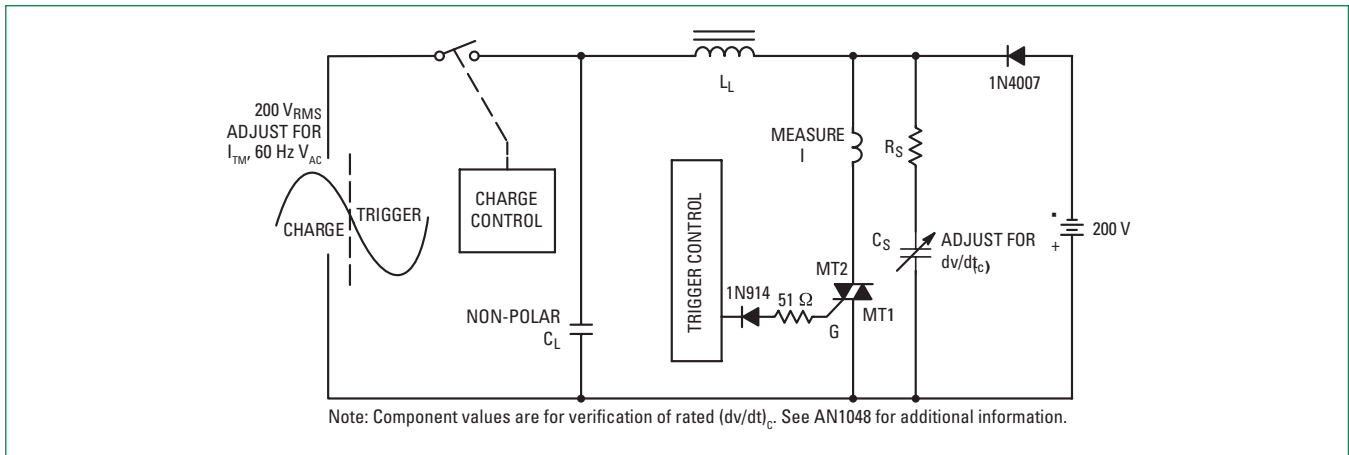 200 VRMS
ADJUST FOR
ITM, 60 Hz VAC
CHARGE
TRIGGER
CHARGE
CONTROL
NON-POLAR
CL
LL
TRIGGER CONTROL
MEASURE
I
RS
CS
ADJUST FOR
dv/dt(c)
1N4007
200 V
+
1N914
51 Ω
MT2
MT1
G
Note: Component values are for verification of rated (dv/dt)c. See AN1048 for additional information.